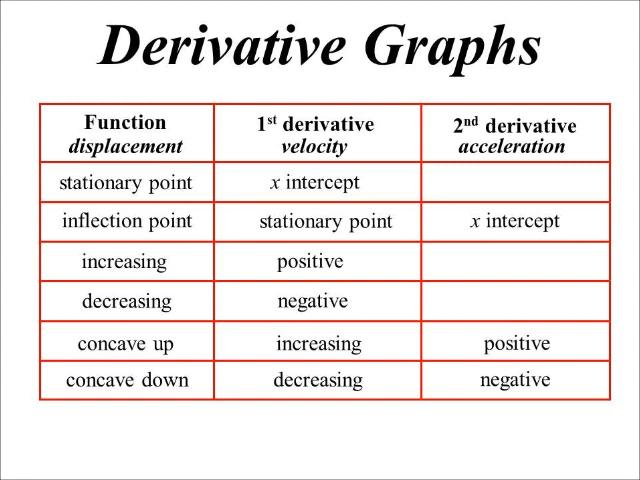 Derivative Graphs
Function displacement | 1st derivative velocity | 2nd derivative acceleration
stationary point | x intercept |
inflection point | stationary point | x intercept
increasing | positive |
decreasing | negative |
concave up | increasing | positive
concave down | decreasing | negative